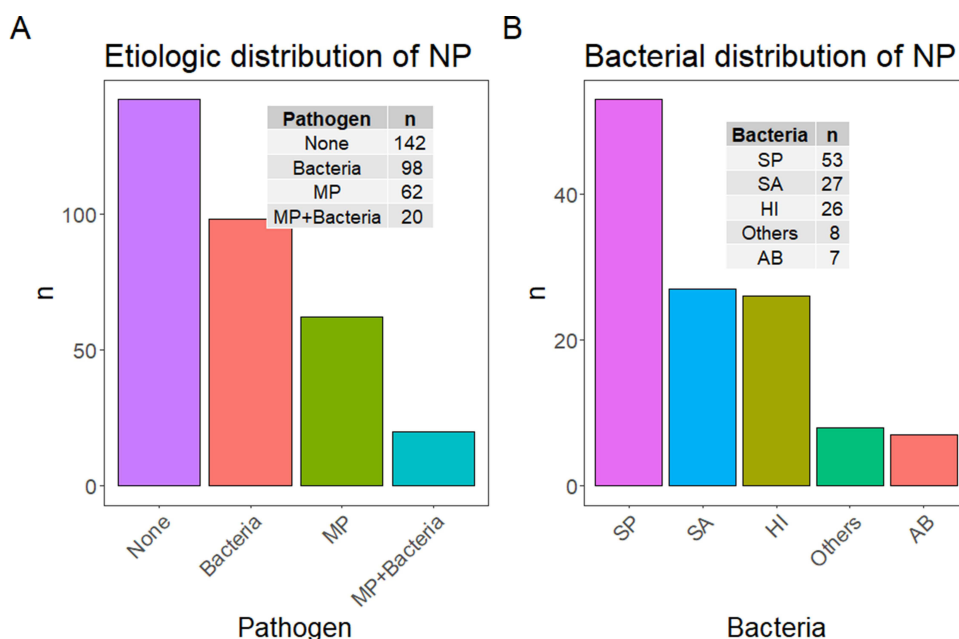 A
Etiologic distribution of NP
Pathogen n
None 142
Bacteria 98
MP 62
MP+Bacteria 20
n
100
50
0
None
Bacteria
MP
MP+Bacteria
Pathogen
B
Bacterial distribution of NP
Bacteria n
SP 53
SA 27
HI 26
Others 8
AB 7
n
40
20
0
SP
SA
HI
Others
AB
Bacteria